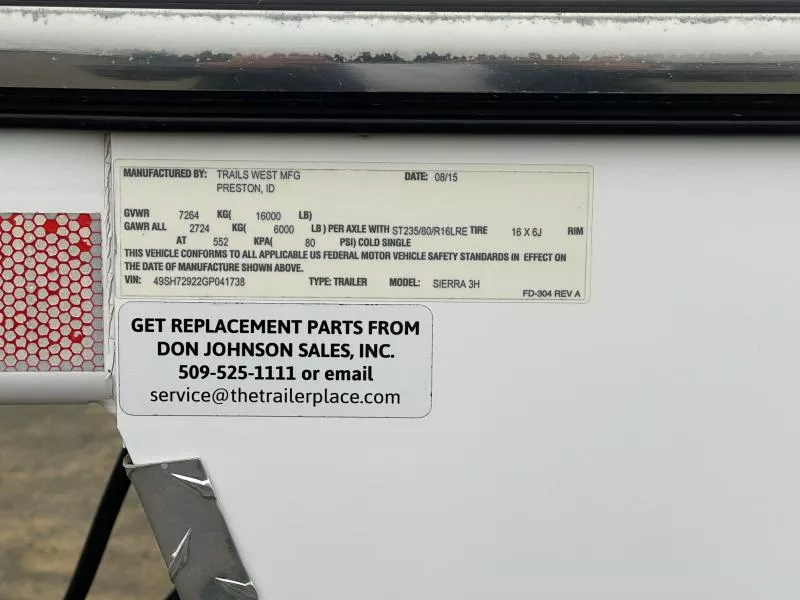 MANUFACTURED BY: TRAILS WEST MFG DATE: 08/15
PRESTON, ID
GVWR 7264 KG( 16000 LB)
GAWR ALL 2724 KG( 6000 LB) PER AXLE WITH ST235/80/R16LRE TIRE 16 X 6J RIM
AT 552 KPA( 80 PSI) COLD SINGLE
THIS VEHICLE CONFORMS TO ALL APPLICABLE US FEDERAL MOTOR VEHICLE SAFETY STANDARDS IN EFFECT ON
THE DATE OF MANUFACTURE SHOWN ABOVE.
VIN: 49SH72922GP041738 TYPE: TRAILER MODEL: SIERRA 3H
FD-304 REV A
GET REPLACEMENT PARTS FROM
DON JOHNSON SALES, INC.
509-525-1111 or email
service@thetrailerplace.com